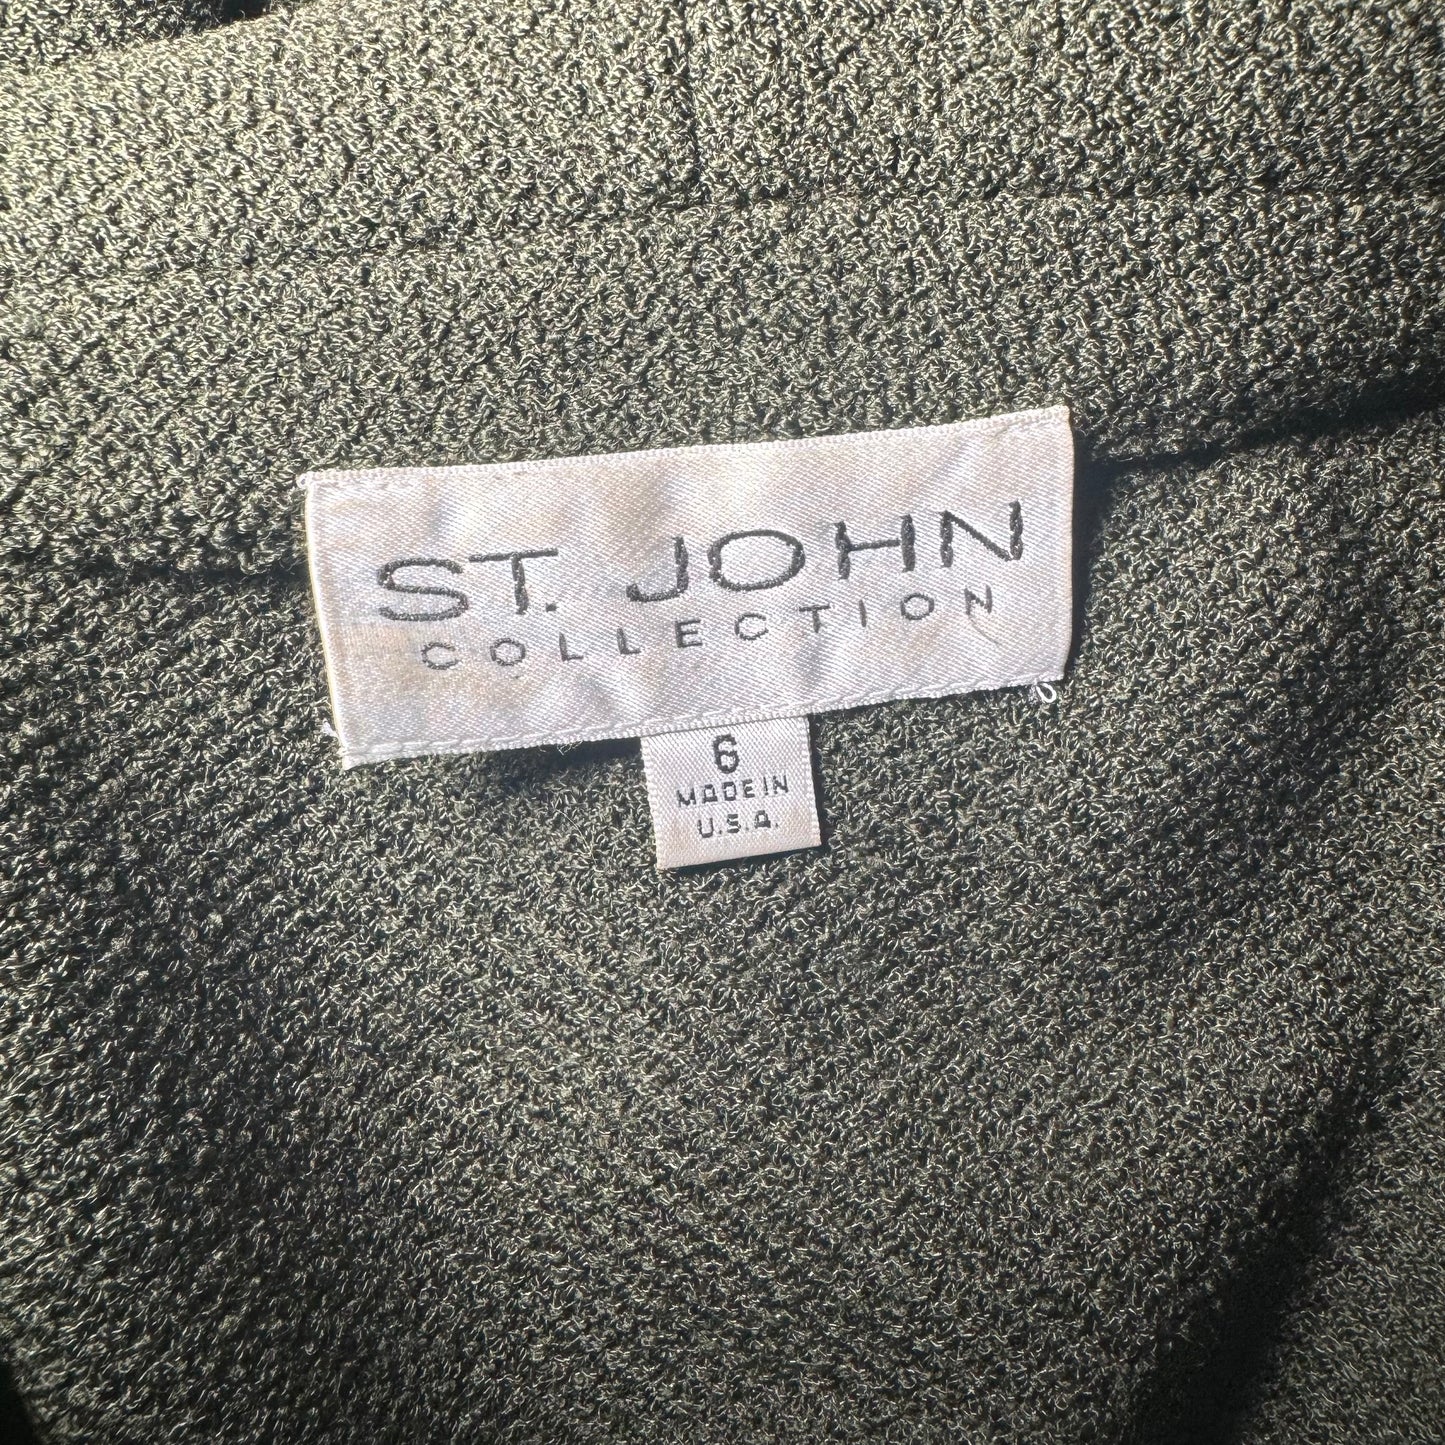 ST. JOHN
COLLECTION
6
MADE IN
U.S.A.